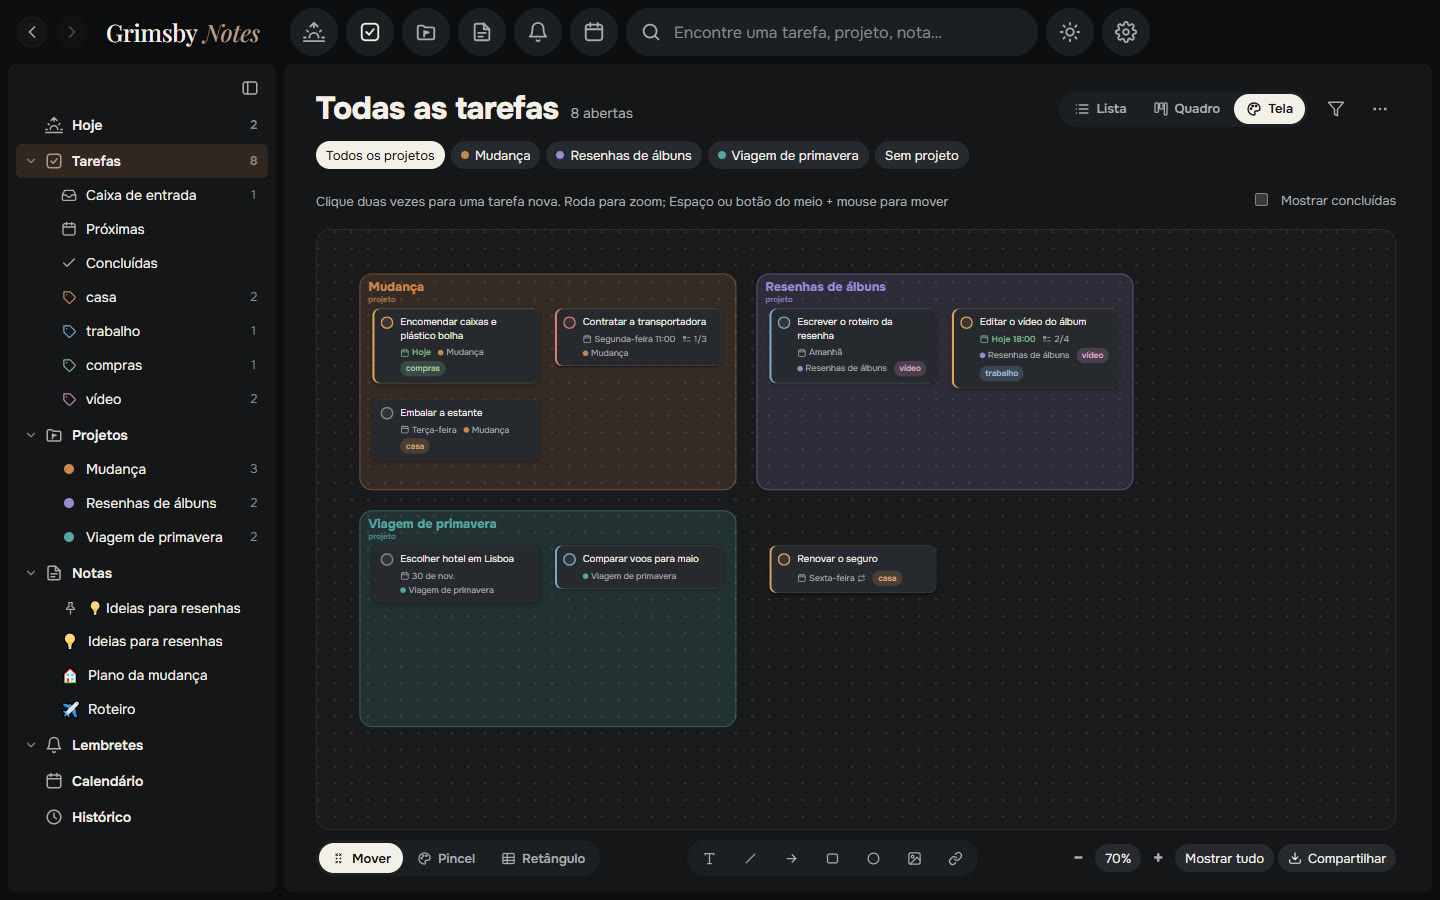 Grimsby Notes
Encontre uma tarefa, projeto, nota...
Hoje 2
Tarefas 8
Caixa de entrada 1
Próximas
Concluídas
casa 2
trabalho 1
compras 1
vídeo 2
Projetos
Mudança 3
Resenhas de álbuns 2
Viagem de primavera 2
Notas
Ideias para resenhas
Ideias para resenhas
Plano da mudança
Roteiro
Lembretes
Calendário
Histórico
Todas as tarefas 8 abertas
Lista Quadro Tela
Todos os projetos Mudança Resenhas de álbuns Viagem de primavera Sem projeto
Clique duas vezes para uma tarefa nova. Roda para zoom; Espaço ou botão do meio + mouse para mover
Mostrar concluídas
Mudança
projeto
Encomendar caixas e
plástico bolha
Hoje Mudança
compras
Contratar a transportadora
Segunda-feira 11:00 1/3
Mudança
Embalar a estante
Terça-feira Mudança
casa
Resenhas de álbuns
projeto
Escrever o roteiro da
resenha
Amanhã
Resenhas de álbuns vídeo
Editar o vídeo do álbum
Hoje 18:00 2/4
Resenhas de álbuns vídeo
trabalho
Viagem de primavera
projeto
Escolher hotel em Lisboa
30 de nov.
Viagem de primavera
Comparar voos para maio
Viagem de primavera
Renovar o seguro
Sexta-feira casa
Mover Pincel Retângulo
T
− 70% + Mostrar tudo Compartilhar